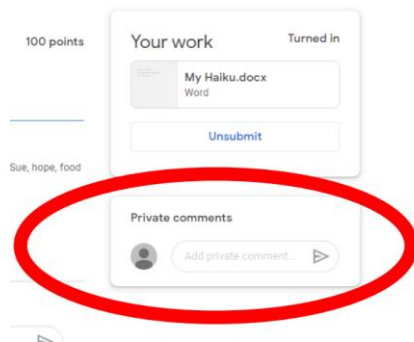 100 points
Your work
Turned in
My Haiku.docx
Word
Unsubmit
Sue, hope, food
Private comments
Add private comment...